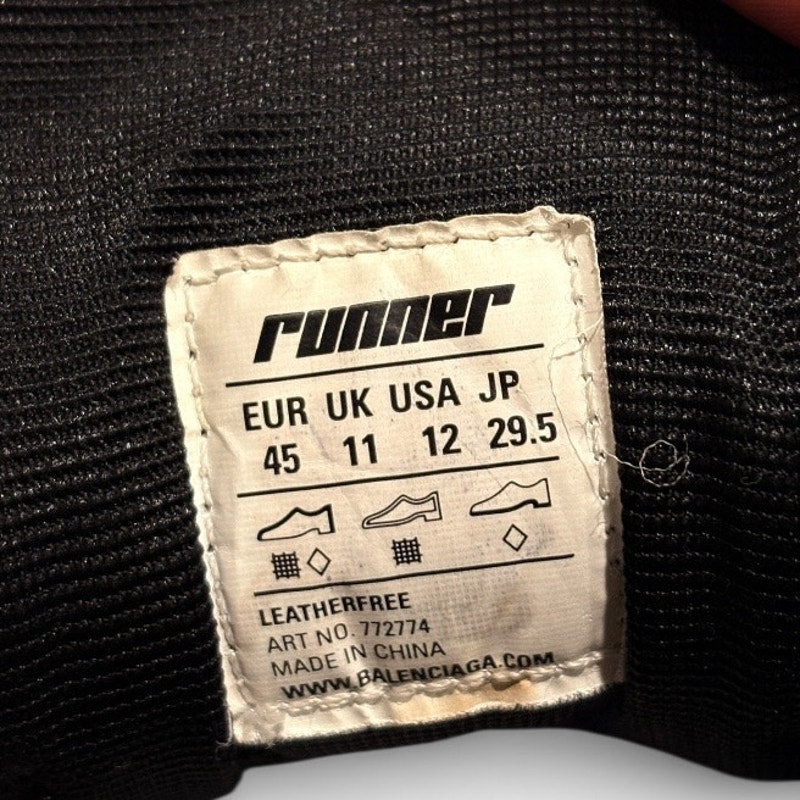 runner
EUR UK USA JP
45 11 12 29.5
LEATHERFREE
ART NO. 772774
MADE IN CHINA
WWW.BALENCIAGA.COM